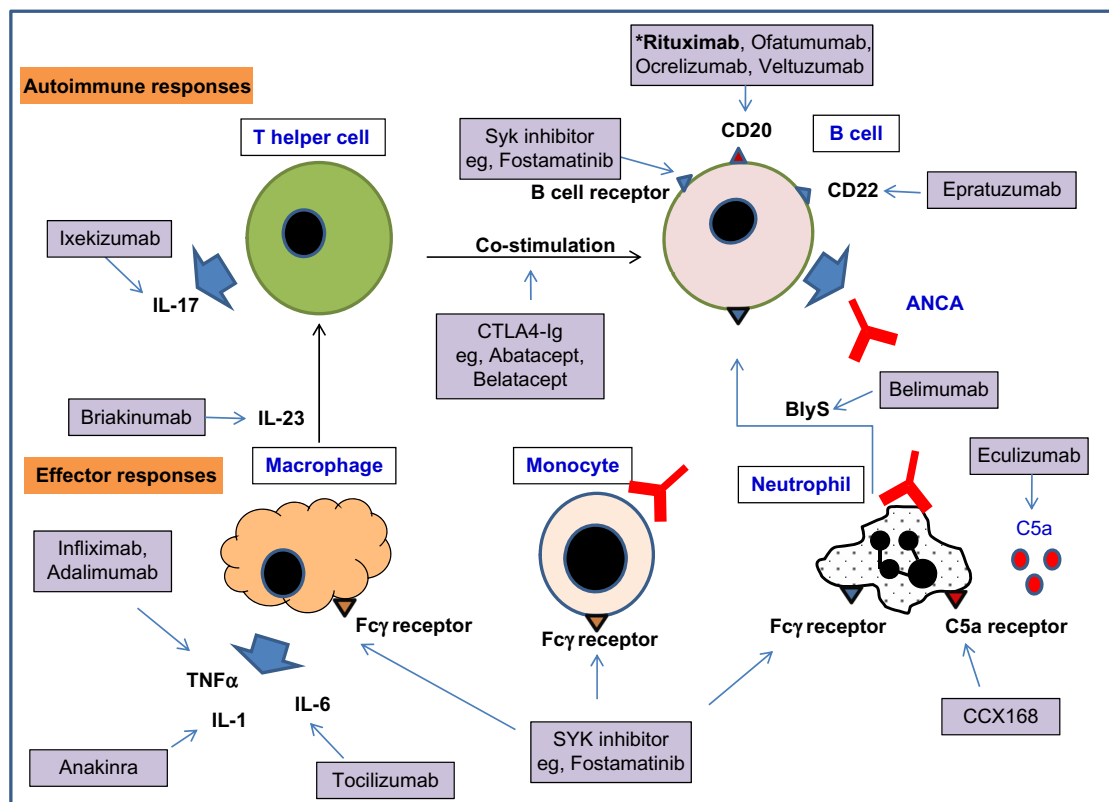 *Rituximab, Ofatumumab,
Ocrelizumab, Veltuzumab
Autoimmune responses
T helper cell
Syk inhibitor
eg, Fostamatinib
CD20
B cell
B cell receptor
CD22
Epratuzumab
Ixekizumab
IL-17
Co-stimulation
ANCA
CTLA4-Ig
eg, Abatacept,
Belatacept
Briakinumab
IL-23
BlyS
Belimumab
Effector responses
Macrophage
Monocyte
Neutrophil
Eculizumab
C5a
Infliximab,
Adalimumab
Fcγ receptor
Fcγ receptor
Fcγ receptor
C5a receptor
TNFα
IL-6
IL-1
Anakinra
Tocilizumab
SYK inhibitor
eg, Fostamatinib
CCX168